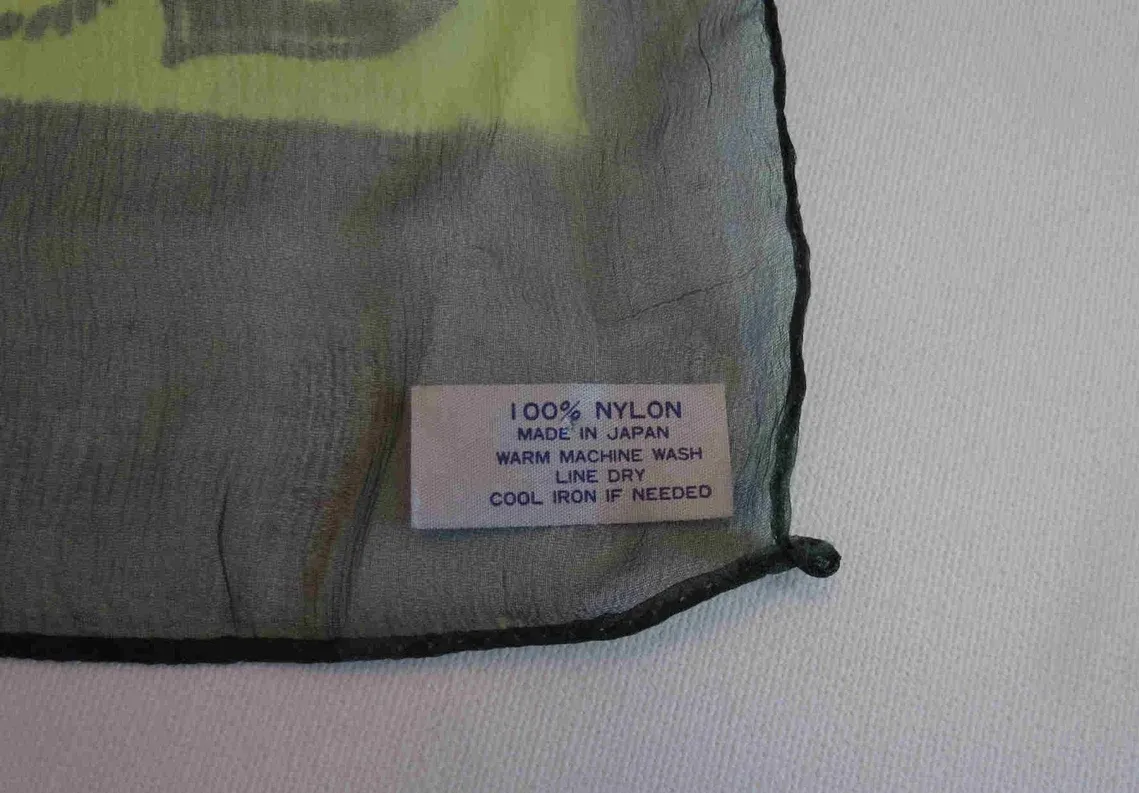 100% NYLON
MADE IN JAPAN
WARM MACHINE WASH
LINE DRY
COOL IRON IF NEEDED